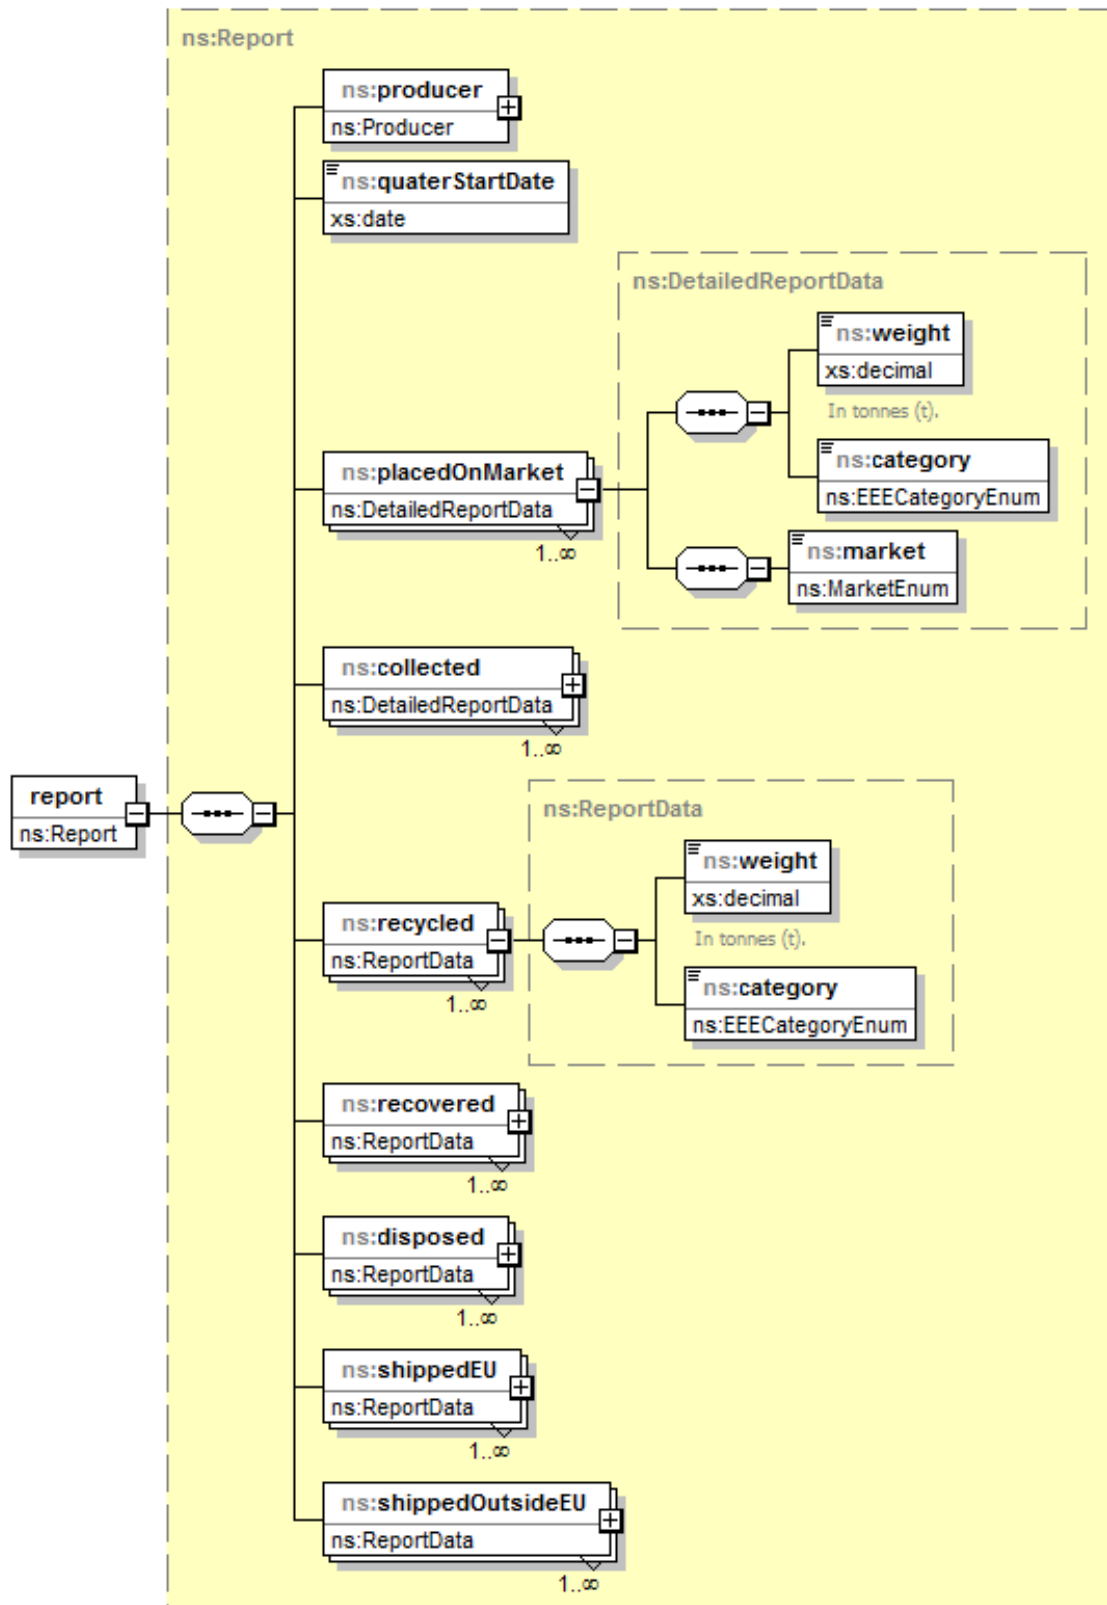 ns:Report
ns:producer
ns:Producer
ns:quaterStartDate
xs:date
ns:DetailedReportData
ns:weight
xs:decimal
In tonnes (t).
ns:category
ns:EEECategoryEnum
ns:placedOnMarket
ns:DetailedReportData
1..∞
ns:market
ns:MarketEnum
ns:collected
ns:DetailedReportData
1..∞
report
ns:Report
ns:ReportData
ns:weight
xs:decimal
In tonnes (t).
ns:recycled
ns:ReportData
1..∞
ns:category
ns:EEECategoryEnum
ns:recovered
ns:ReportData
1..∞
ns:disposed
ns:ReportData
1..∞
ns:shippedEU
ns:ReportData
1..∞
ns:shippedOutsideEU
ns:ReportData
1..∞